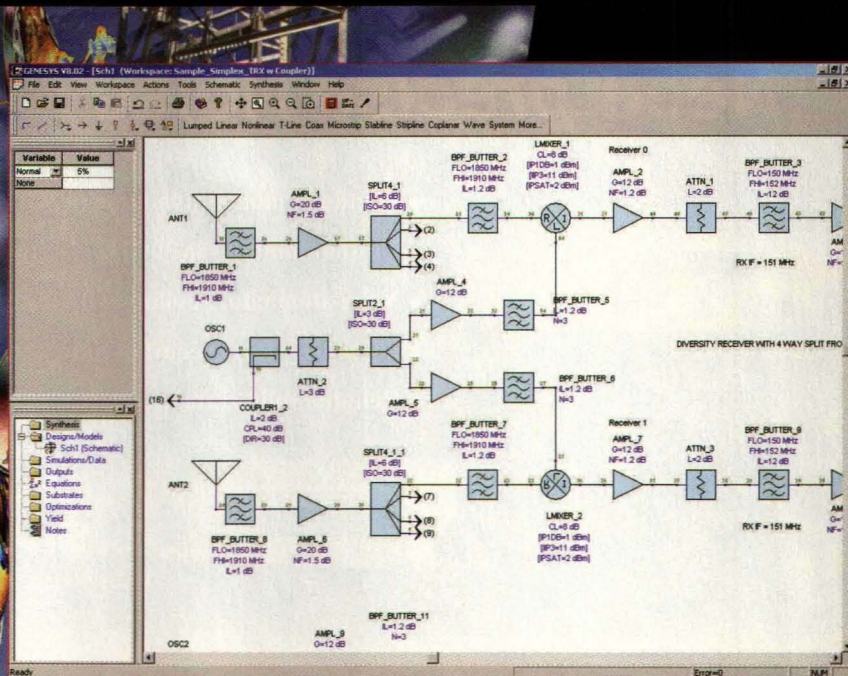 GENESYS V8.02 - [Sch1 (Workspace: Sample_Simplex_TRX w Coupler)]
File Edit View Workspace Actions Tools Schematic Synthesis Window Help
Lumped Linear Nonlinear T-Line Coax Microstrip Slabline Stripline Coplanar Wave System More...
Variable Value
Normal 5%
None
Synthesis
Designs/Models
Sch1 (Schematic)
Simulations/Data
Outputs
Equations
Substrates
Optimizations
Yield
Notes
ANT1
BPF_BUTTER_1
FLO=1850 MHz
FHI=1910 MHz
IL=1 dB
AMPL_1
G=20 dB
NF=1.5 dB
SPLIT4_1
[IL=6 dB]
[ISO=30 dB]
(2)
(3)
(4)
BPF_BUTTER_2
FLO=1850 MHz
FHI=1910 MHz
IL=1.2 dB
LMIXER_1
CL=8 dB
[IP1DB=1 dBm]
[IP3=11 dBm]
[IPSAT=2 dBm]
R I
L
Receiver 0
AMPL_2
G=12 dB
NF=1.2 dB
ATTN_1
L=2 dB
BPF_BUTTER_3
FLO=150 MHz
FHI=152 MHz
IL=12 dB
RX IF = 151 MHz
OSC1
(16)
COUPLER1_2
IL=2 dB
CPL=40 dB
[DIR=30 dB]
ATTN_2
L=3 dB
SPLIT2_1
[IL=3 dB]
[ISO=30 dB]
AMPL_4
G=12 dB
BPF_BUTTER_5
IL=1.2 dB
N=3
AMPL_5
G=12 dB
BPF_BUTTER_6
IL=1.2 dB
N=3
DIVERSITY RECEIVER WITH 4 WAY SPLIT FRO
ANT2
BPF_BUTTER_8
FLO=1850 MHz
FHI=1910 MHz
IL=1 dB
AMPL_6
G=20 dB
NF=1.5 dB
SPLIT4_1_1
[IL=6 dB]
[ISO=30 dB]
(7)
(8)
(9)
BPF_BUTTER_7
FLO=1850 MHz
FHI=1910 MHz
IL=1.2 dB
LMIXER_2
CL=8 dB
[IP1DB=1 dBm]
[IP3=11 dBm]
[IPSAT=2 dBm]
Receiver 1
AMPL_7
G=12 dB
NF=1.2 dB
ATTN_3
L=2 dB
BPF_BUTTER_9
FLO=150 MHz
FHI=152 MHz
IL=12 dB
RX IF = 151 MHz
OSC2
AMPL_9
G=12 dB
BPF_BUTTER_11
IL=1.2 dB
N=3
Ready Error=0 NUM